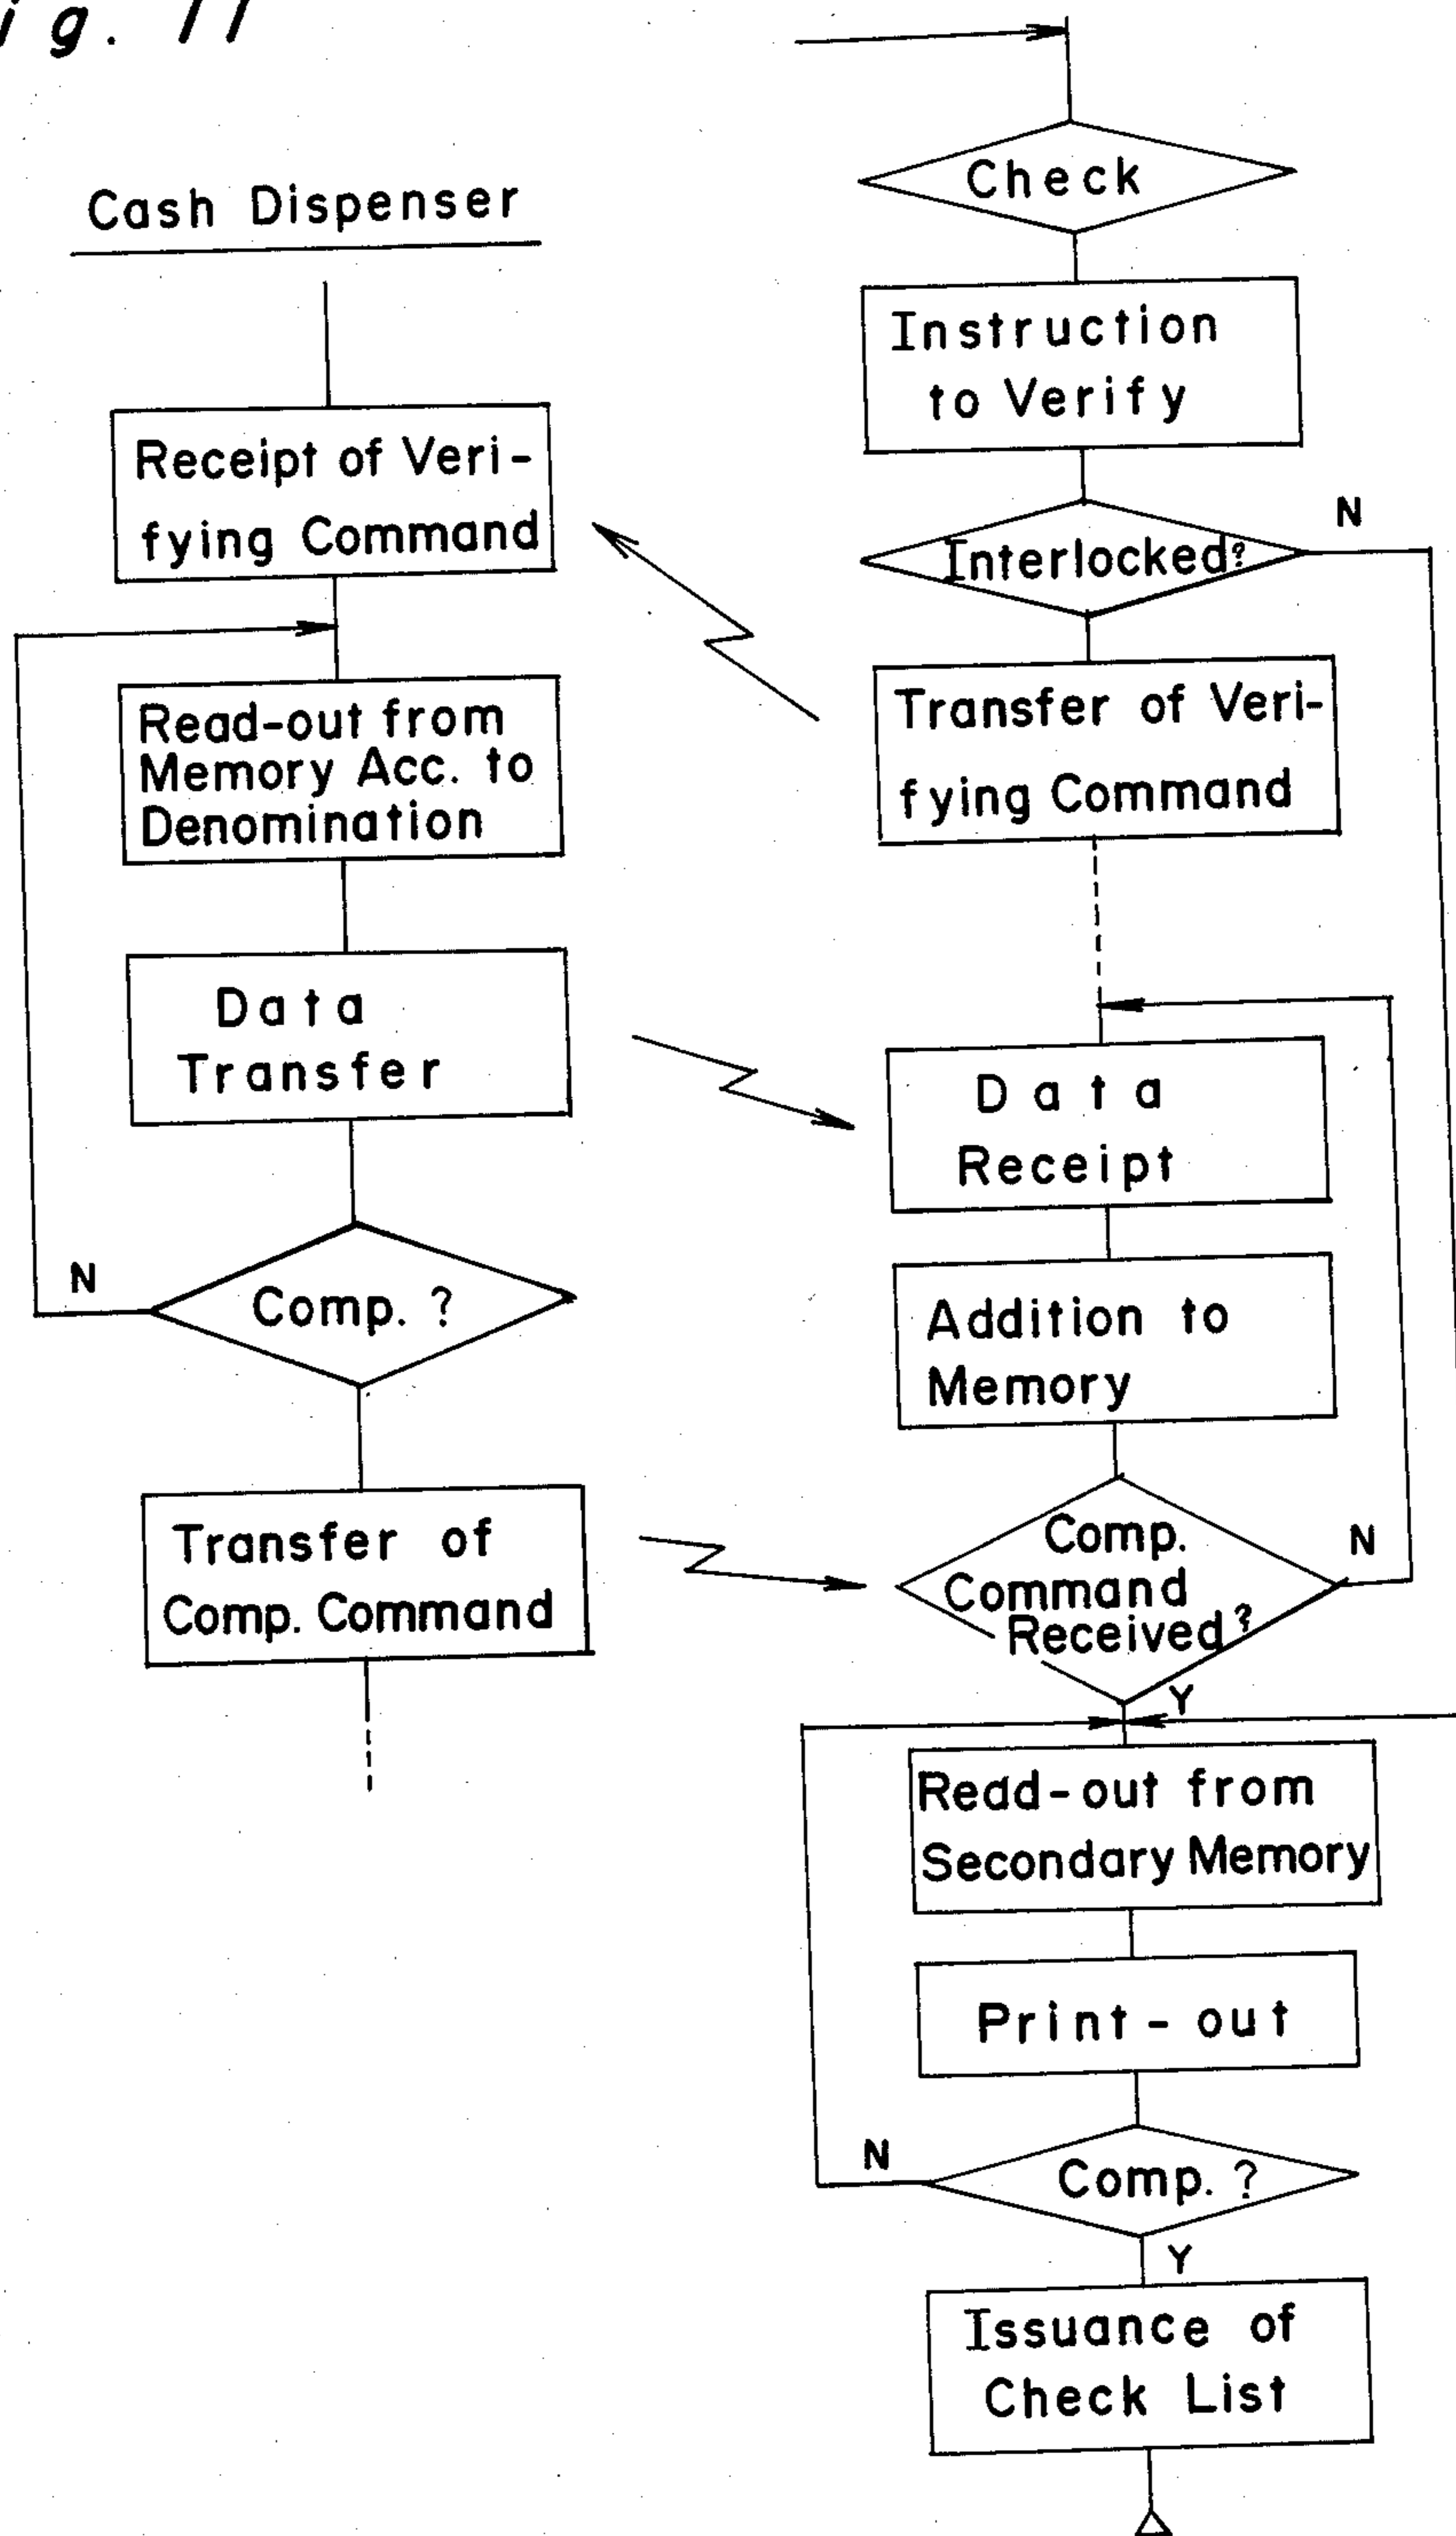 ig. 11
Cash Dispenser
Receipt of Veri-
fying Command
Read-out from
Memory Acc. to
Denomination
Data
Transfer
N
Comp. ?
Transfer of
Comp. Command
Check
Instruction
to Verify
N
Interlocked?
Transfer of Veri-
fying Command
Data
Receipt
Addition to
Memory
Comp.
N
Command
Received?
Y
Read-out from
Secondary Memory
Print-out
N
Comp. ?
Y
Issuance of
Check List